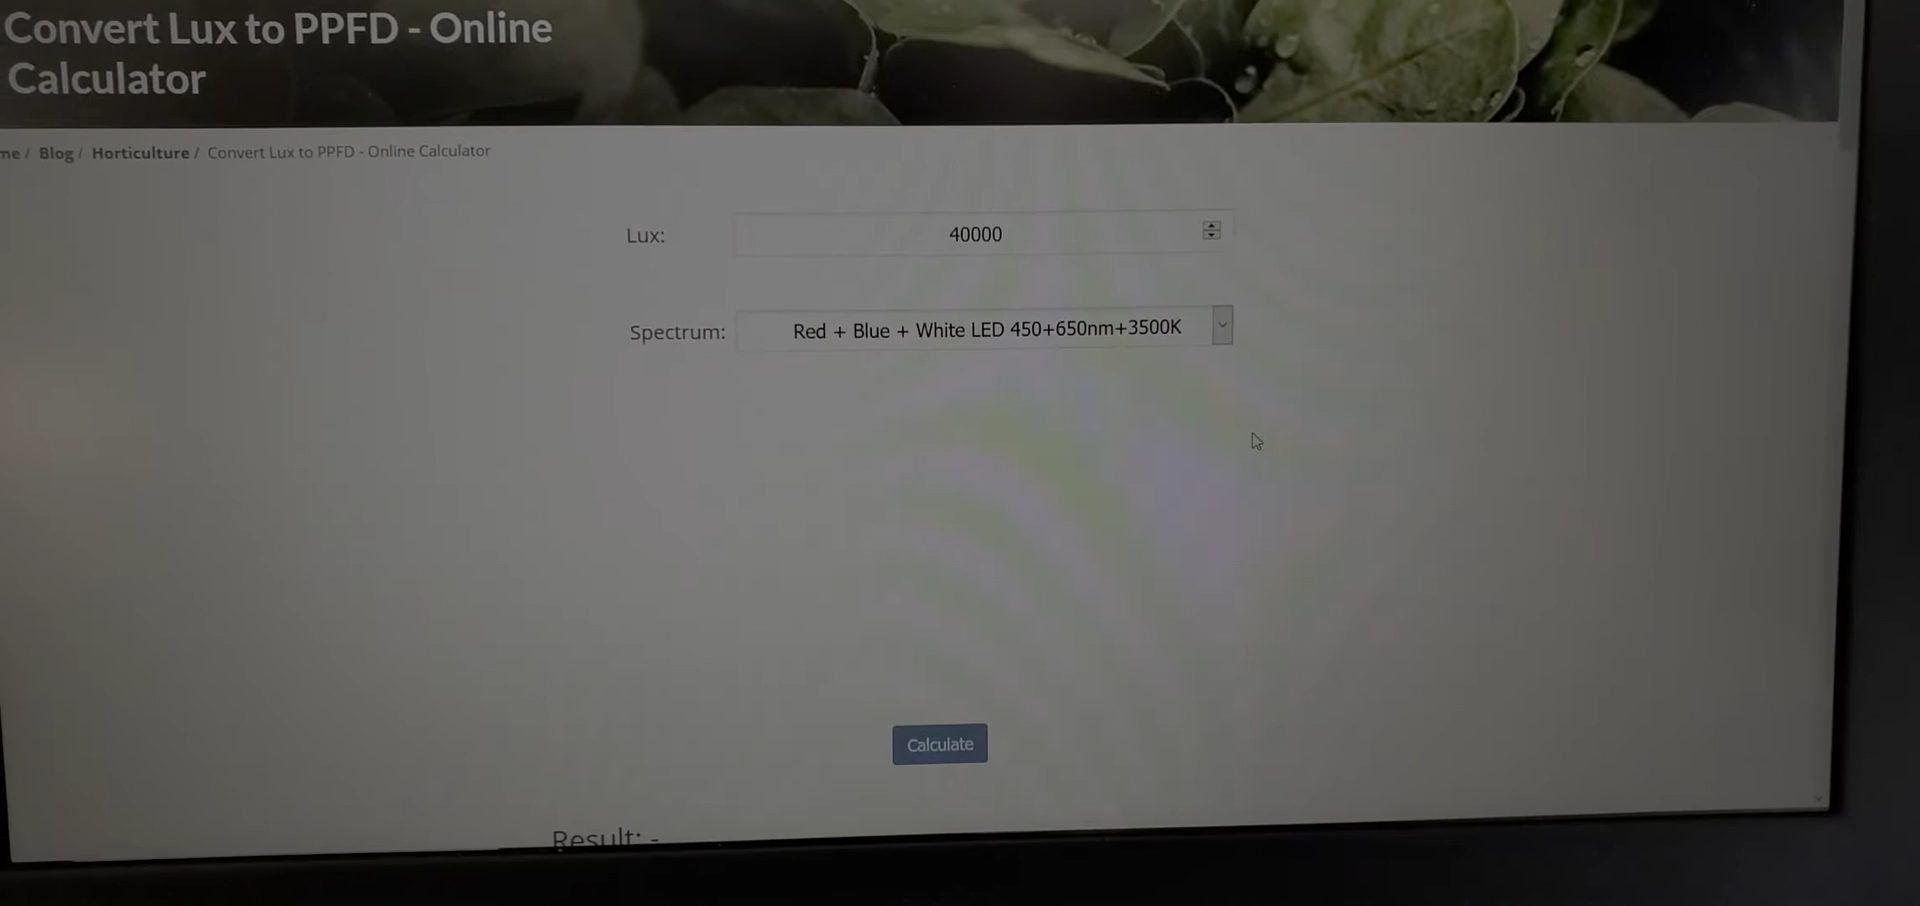 Convert Lux to PPFD - Online
Calculator
me / Blog / Horticulture / Convert Lux to PPFD - Online Calculator
Lux: 40000
Spectrum: Red + Blue + White LED 450+650nm+3500K
Calculate
Result: -